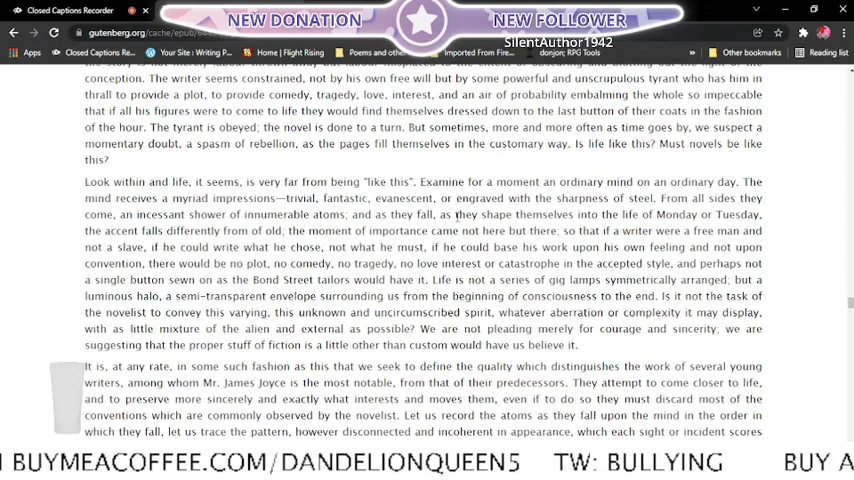 Closed Captions Recorder
NEW DONATION
NEW FOLLOWER
SilentAuthor1942
gutenberg.org/cache/epub/644
Apps
Closed Captions Re...
Your Site : Writing P...
Home | Flight Rising
Poems and other
Imported From
donjon; RPG Tools
»
Other bookmarks
Reading list
conception. The writer seems constrained, not by his own free will but by some powerful and unscrupulous tyrant who has him in
thrall to provide a plot, to provide comedy, tragedy, love, interest, and an air of probability embalming the whole so impeccable
that if all his figures were to come to life they would find themselves dressed down to the last button of their coats in the fashion
of the hour. The tyrant is obeyed; the novel is done to a turn. But sometimes, more and more often as time goes by, we suspect a
momentary doubt, a spasm of rebellion, as the pages fill themselves in the customary way. Is life like this? Must novels be like
this?
Look within and life, it seems, is very far from being "like this". Examine for a moment an ordinary mind on an ordinary day. The
mind receives a myriad impressions—trivial, fantastic, evanescent, or engraved with the sharpness of steel. From all sides they
come, an incessant shower of innumerable atoms; and as they fall, as they shape themselves into the life of Monday or Tuesday,
the accent falls differently from of old; the moment of importance came not here but there; so that if a writer were a free man and
not a slave, if he could write what he chose, not what he must, if he could base his work upon his own feeling and not upon
convention, there would be no plot, no comedy, no tragedy, no love interest or catastrophe in the accepted style, and perhaps not
a single button sewn on as the Bond Street tailors would have it. Life is not a series of gig lamps symmetrically arranged; but a
luminous halo, a semi-transparent envelope surrounding us from the beginning of consciousness to the end. Is it not the task of
the novelist to convey this varying, this unknown and uncircumscribed spirit, whatever aberration or complexity it may display,
with as little mixture of the alien and external as possible? We are not pleading merely for courage and sincerity; we are
suggesting that the proper stuff of fiction is a little other than custom would have us believe it.
It is, at any rate, in some such fashion as this that we seek to define the quality which distinguishes the work of several young
writers, among whom Mr. James Joyce is the most notable, from that of their predecessors. They attempt to come closer to life,
and to preserve more sincerely and exactly what interests and moves them, even if to do so they must discard most of the
conventions which are commonly observed by the novelist. Let us record the atoms as they fall upon the mind in the order in
which they fall, let us trace the pattern, however disconnected and incoherent in appearance, which each sight or incident scores
BUYMEACOFFEE.COM/DANDELIONQUEEN5 TW: BULLYING BUY A